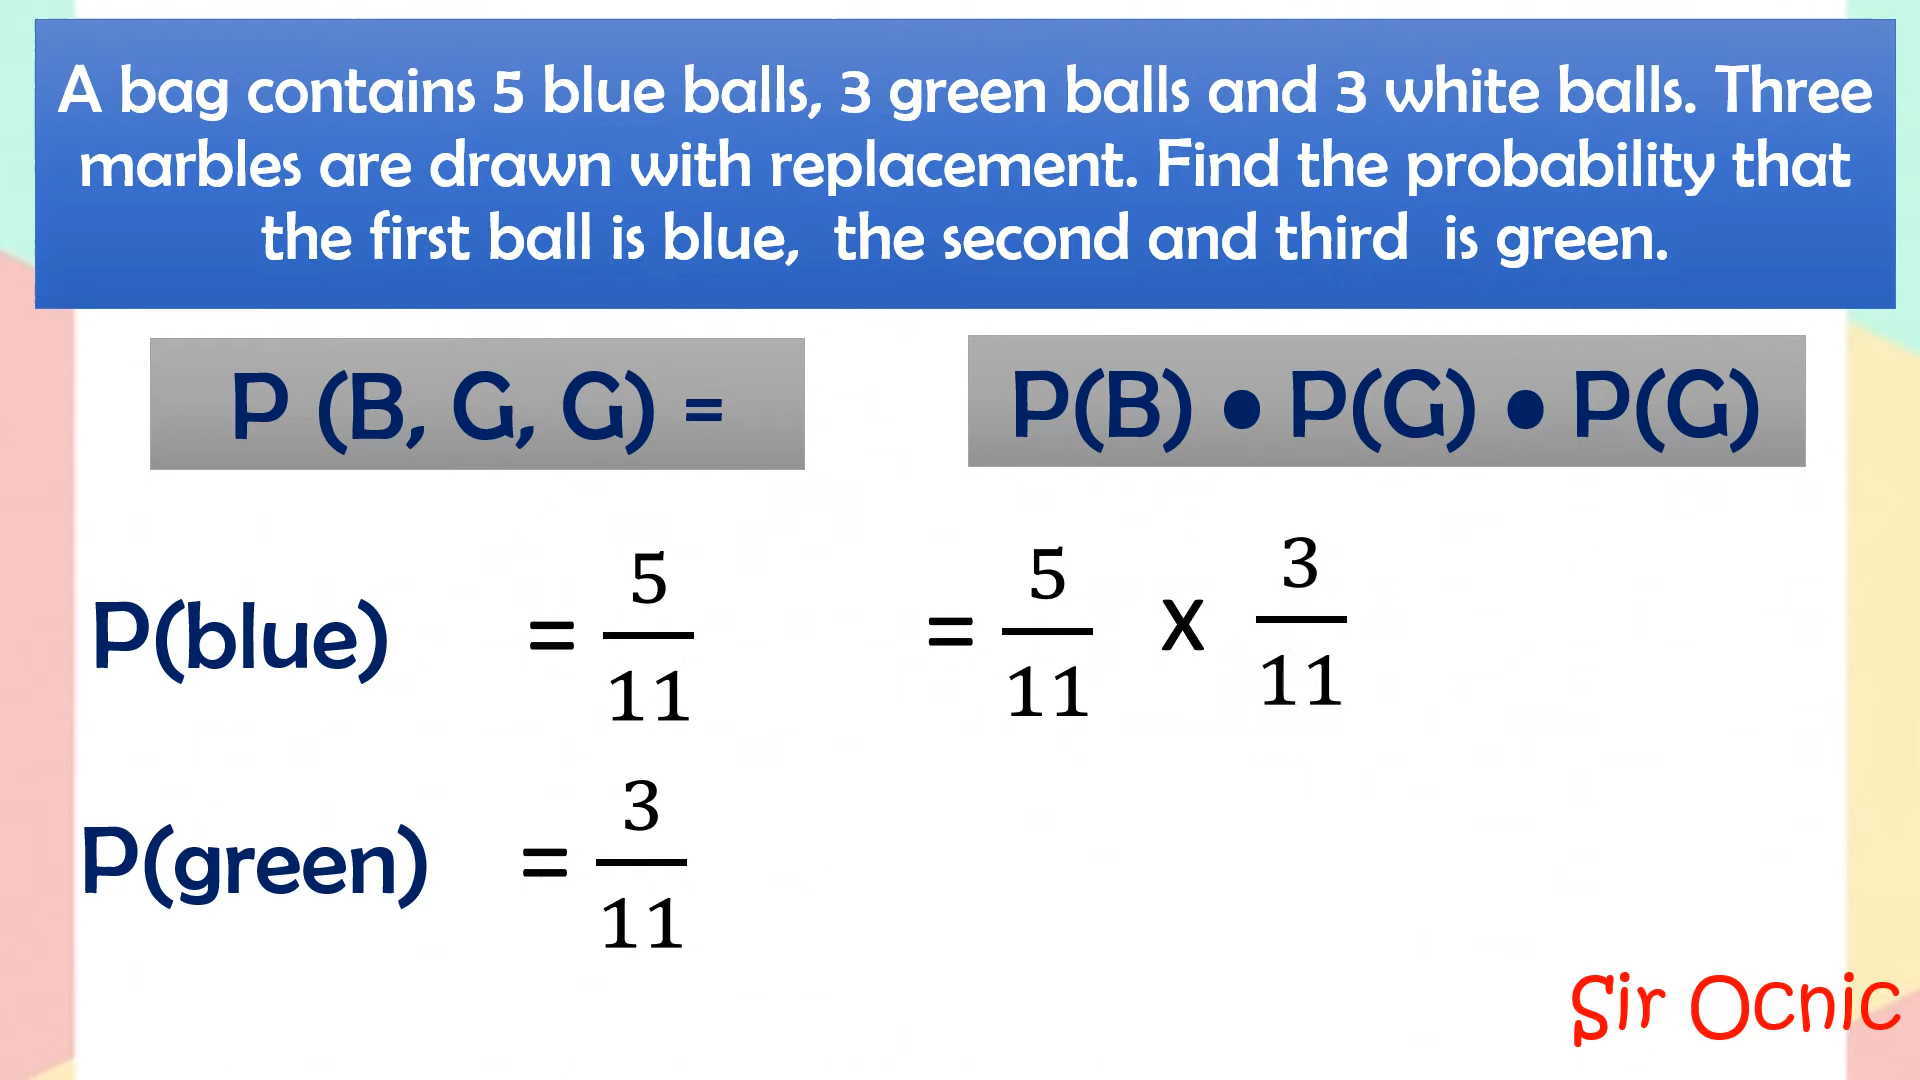 A bag contains 5 blue balls, 3 green balls and 3 white balls. Three
marbles are drawn with replacement. Find the probability that
the first ball is blue,  the second and third  is green.
P (B, G, G) =
P(B) ● P(G) ● P(G)
P(blue) = 5/11
= 5/11 x 3/11
P(green) = 3/11
Sir Ocnic